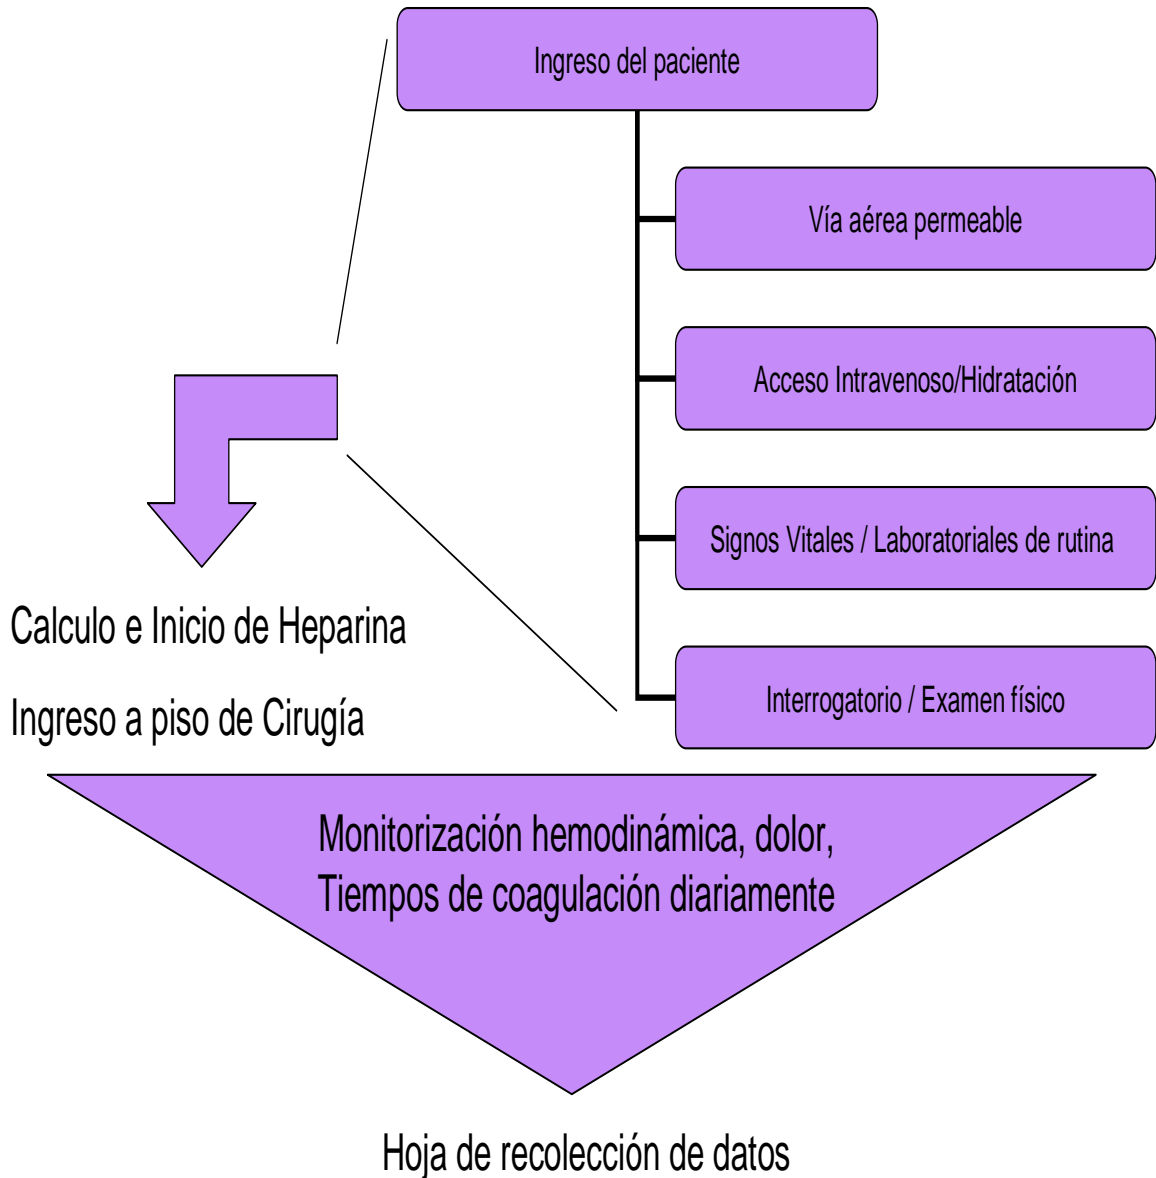 Ingreso del paciente
Vía aérea permeable
Acceso Intravenoso/Hidratación
Signos Vitales / Laboratoriales de rutina
Interrogatorio / Examen físico
Calculo e Inicio de Heparina
Ingreso a piso de Cirugía
Monitorización hemodinámica, dolor,
Tiempos de coagulación diariamente
Hoja de recolección de datos